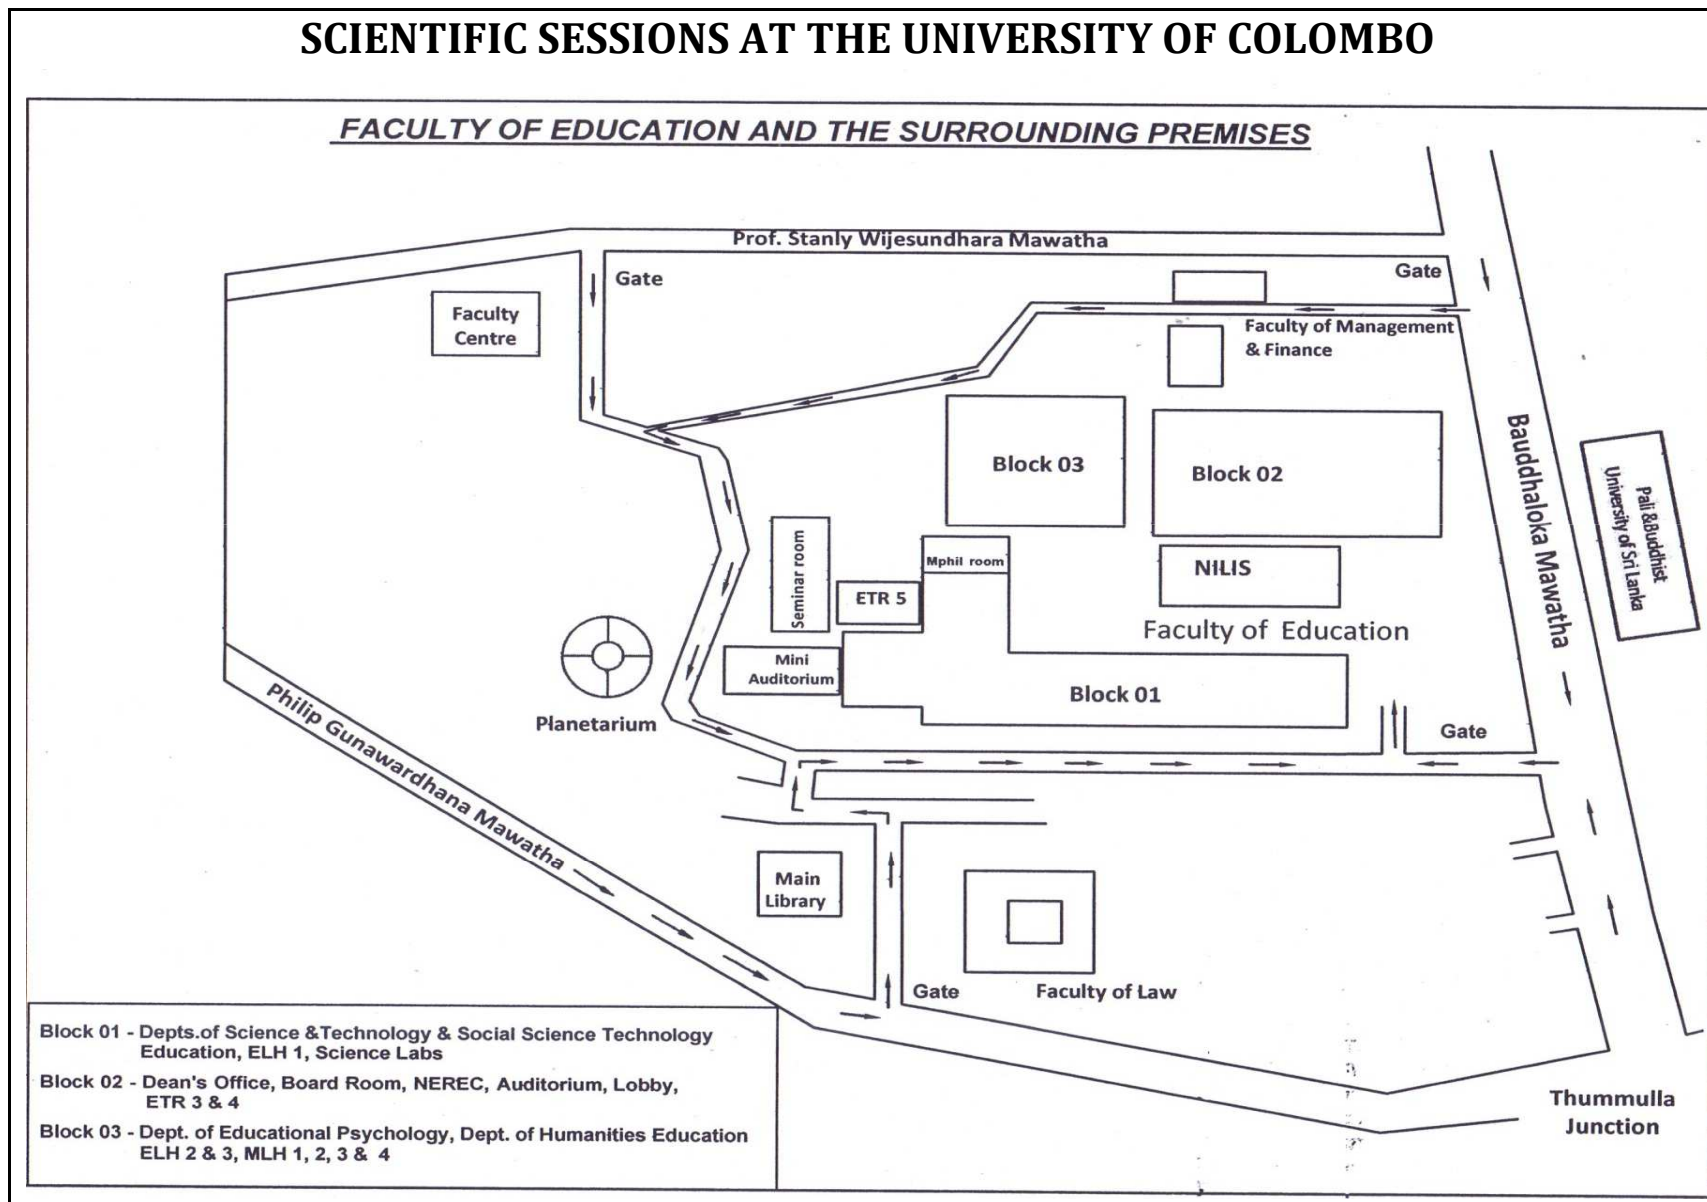 SCIENTIFIC SESSIONS AT THE UNIVERSITY OF COLOMBO
FACULTY OF EDUCATION AND THE SURROUNDING PREMISES
Prof. Stanly Wijesundhara Mawatha
Gate
Gate
Faculty
Centre
Faculty of Management
& Finance
Block 03
Block 02
Bauddhaloka Mawatha
Pali &Buddhist
University of Sri Lanka
Seminar room
Mphil room
ETR 5
NILIS
Faculty of Education
Mini
Auditorium
Block 01
Planetarium
Gate
Philip Gunawardhana Mawatha
Main
Library
Gate
Faculty of Law
Thummulla
Junction
Block 01 - Depts.of Science &Technology & Social Science Technology
Education, ELH 1, Science Labs
Block 02 - Dean's Office, Board Room, NEREC, Auditorium, Lobby,
ETR 3 & 4
Block 03 - Dept. of Educational Psychology, Dept. of Humanities Education
ELH 2 & 3, MLH 1, 2, 3 & 4